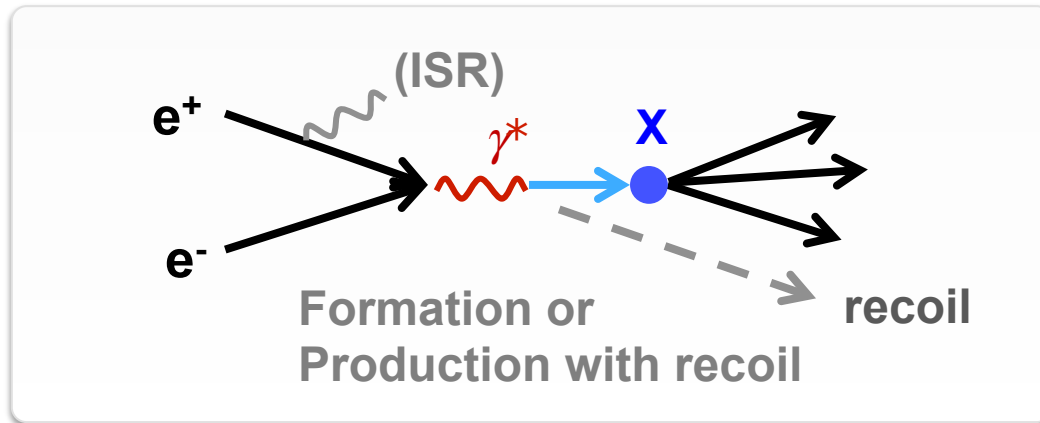 (ISR)
e⁺
γ*
X
e⁻
recoil
Formation or
Production with recoil